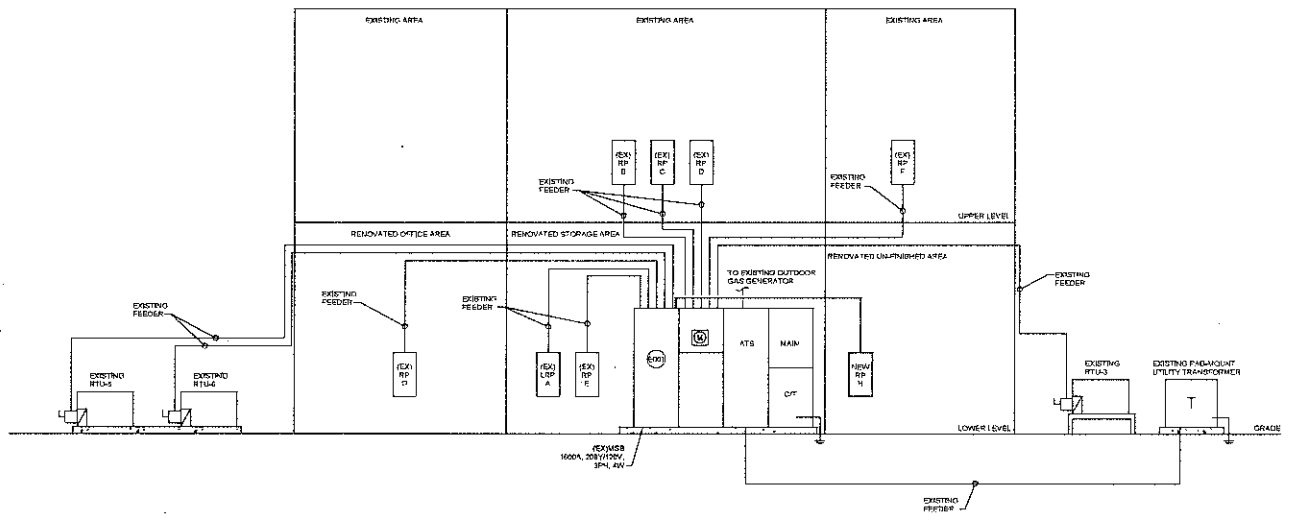 EXISTING AREA
EXISTING AREA
EXISTING AREA
(EX)
RP
B
(EX)
RP
C
(EX)
RP
D
(EX)
RP
F
EXISTING
FEEDER
EXISTING
FEEDER
UPPER LEVEL
RENOVATED OFFICE AREA
RENOVATED STORAGE AREA
RENOVATED UN-FINISHED AREA
TO EXISTING OUTDOOR
GAS GENERATOR
EXISTING
FEEDER
EXISTING
FEEDER
EXISTING
FEEDER
EXISTING
FEEDER
M
ATS
MAIN
C/T
(EX)
RP
G
(EX)
LRP
A
(EX)
RP
E
NEW
RP
H
EXISTING
RTU-5
EXISTING
RTU-6
EXISTING
RTU-3
EXISTING PAD-MOUNT
UTILITY TRANSFORMER
T
LOWER LEVEL
GRADE
(EX)MSB
1600A, 208Y/120V,
3PH, 4W
EXISTING
FEEDER